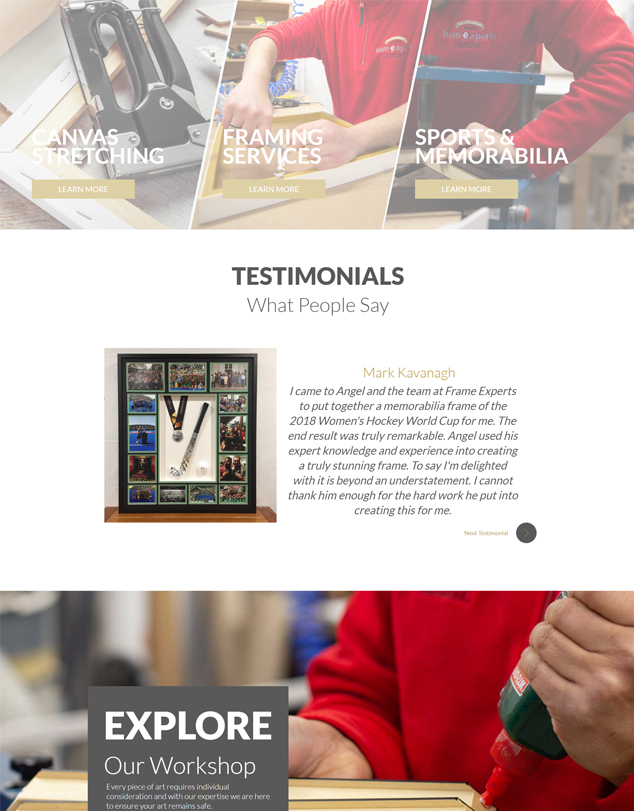 frame experts
frame experts
CANVAS
STRETCHING
LEARN MORE
FRAMING
SERVICES
LEARN MORE
SPORTS &
MEMORABILIA
LEARN MORE
TESTIMONIALS
What People Say
Mark Kavanagh
I came to Angel and the team at Frame Experts
to put together a memorabilia frame of the
2018 Women's Hockey World Cup for me. The
end result was truly remarkable. Angel used his
expert knowledge and experience into creating
a truly stunning frame. To say I'm delighted
with it is beyond an understatement. I cannot
thank him enough for the hard work he put into
creating this for me.
Next Testimonial
EXPLORE
Our Workshop
Every piece of art requires individual
consideration and with our expertise we are here
to ensure your art remains safe.